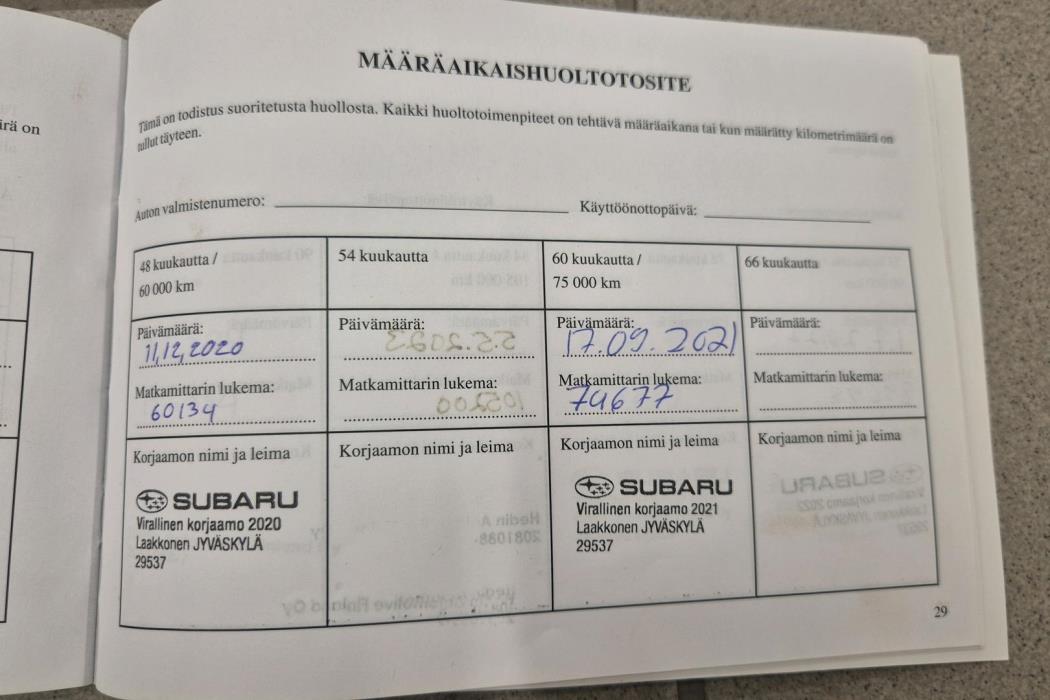 irä on
MÄÄRÄAIKAISHUOLTOTOSITE
Tämä on todistus suoritetusta huollosta. Kaikki huoltotoimenpiteet on tehtävä määräaikana tai kun määrätty kilometrimäärä on
tullut täyteen.
Auton valmistenumero: Käyttöönottopäivä:
48 kuukautta /
60 000 km
54 kuukautta
60 kuukautta /
75 000 km
66 kuukautta
Päivämäärä:
11,12,2020
Päivämäärä:
Päivämäärä:
17.09.2021
Päivämäärä:
Matkamittarin lukema:
60134
Matkamittarin lukema:
Matkamittarin lukema:
74677
Matkamittarin lukema:
Korjaamon nimi ja leima
SUBARU
Virallinen korjaamo 2020
Laakkonen JYVÄSKYLÄ
29537
Korjaamon nimi ja leima
Korjaamon nimi ja leima
SUBARU
Virallinen korjaamo 2021
Laakkonen JYVÄSKYLÄ
29537
Korjaamon nimi ja leima
29